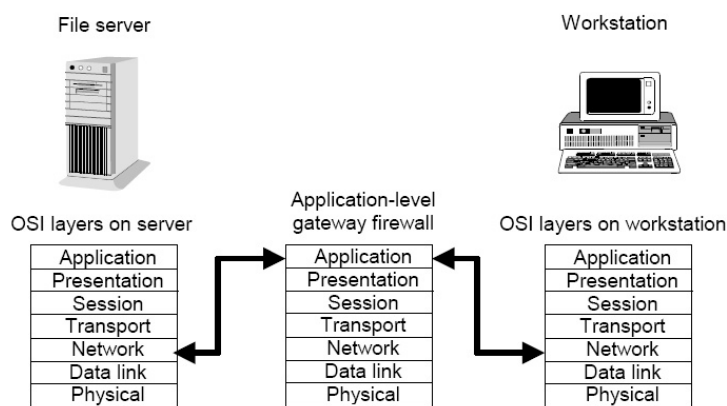 File server
Workstation
OSI layers on server
Application-level
gateway firewall
OSI layers on workstation
Application
Presentation
Session
Transport
Network
Data link
Physical
Application
Presentation
Session
Transport
Network
Data link
Physical
Application
Presentation
Session
Transport
Network
Data link
Physical